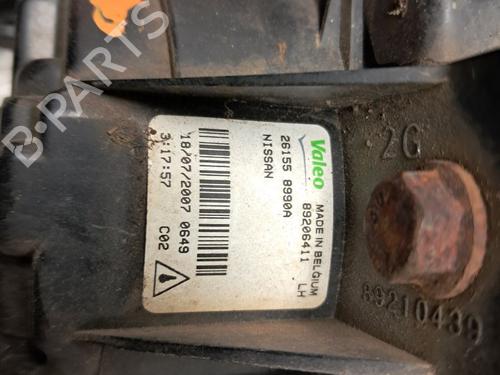 B-PARTS
Valeo
MADE IN BELGIUM
89206411 LH
26155 8990A
NISSAN
18/07/2007 0649
3:17:57 C02
2G
89210439